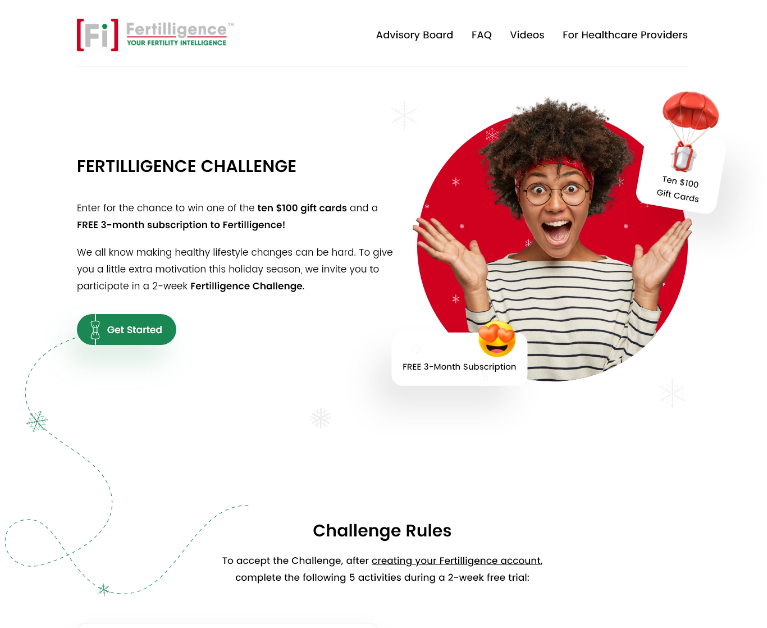 [Fi] Fertilligence™
YOUR FERTILITY INTELLIGENCE
Advisory Board FAQ Videos For Healthcare Providers
FERTILLIGENCE CHALLENGE
Enter for the chance to win one of the ten $100 gift cards and a
FREE 3-month subscription to Fertilligence!
We all know making healthy lifestyle changes can be hard. To give
you a little extra motivation this holiday season, we invite you to
participate in a 2-week Fertilligence Challenge.
Get Started
Ten $100
Gift Cards
FREE 3-Month Subscription
Challenge Rules
To accept the Challenge, after creating your Fertilligence account,
complete the following 5 activities during a 2-week free trial: